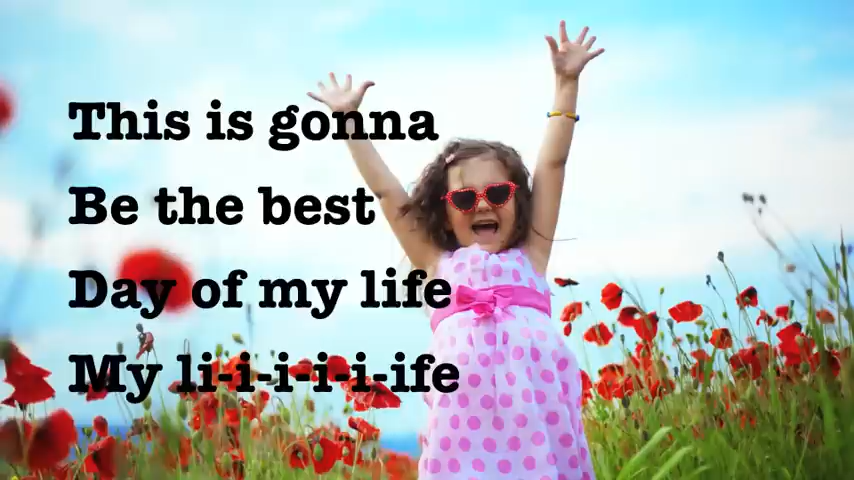 This is gonna
Be the best
Day of my life
My li-i-i-i-i-ife